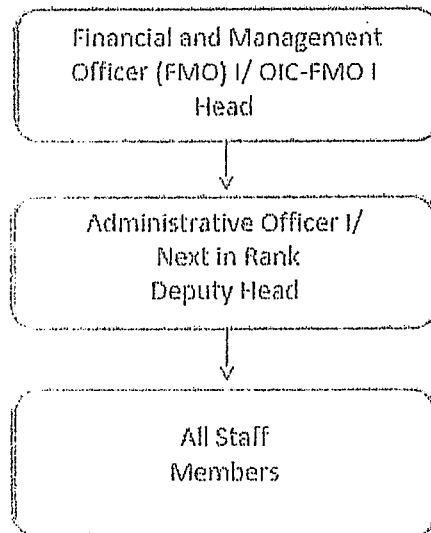 Financial and Management
Officer (FMO) I/ OIC-FMO I
Head
Administrative Officer I/
Next in Rank
Deputy Head
All Staff
Members